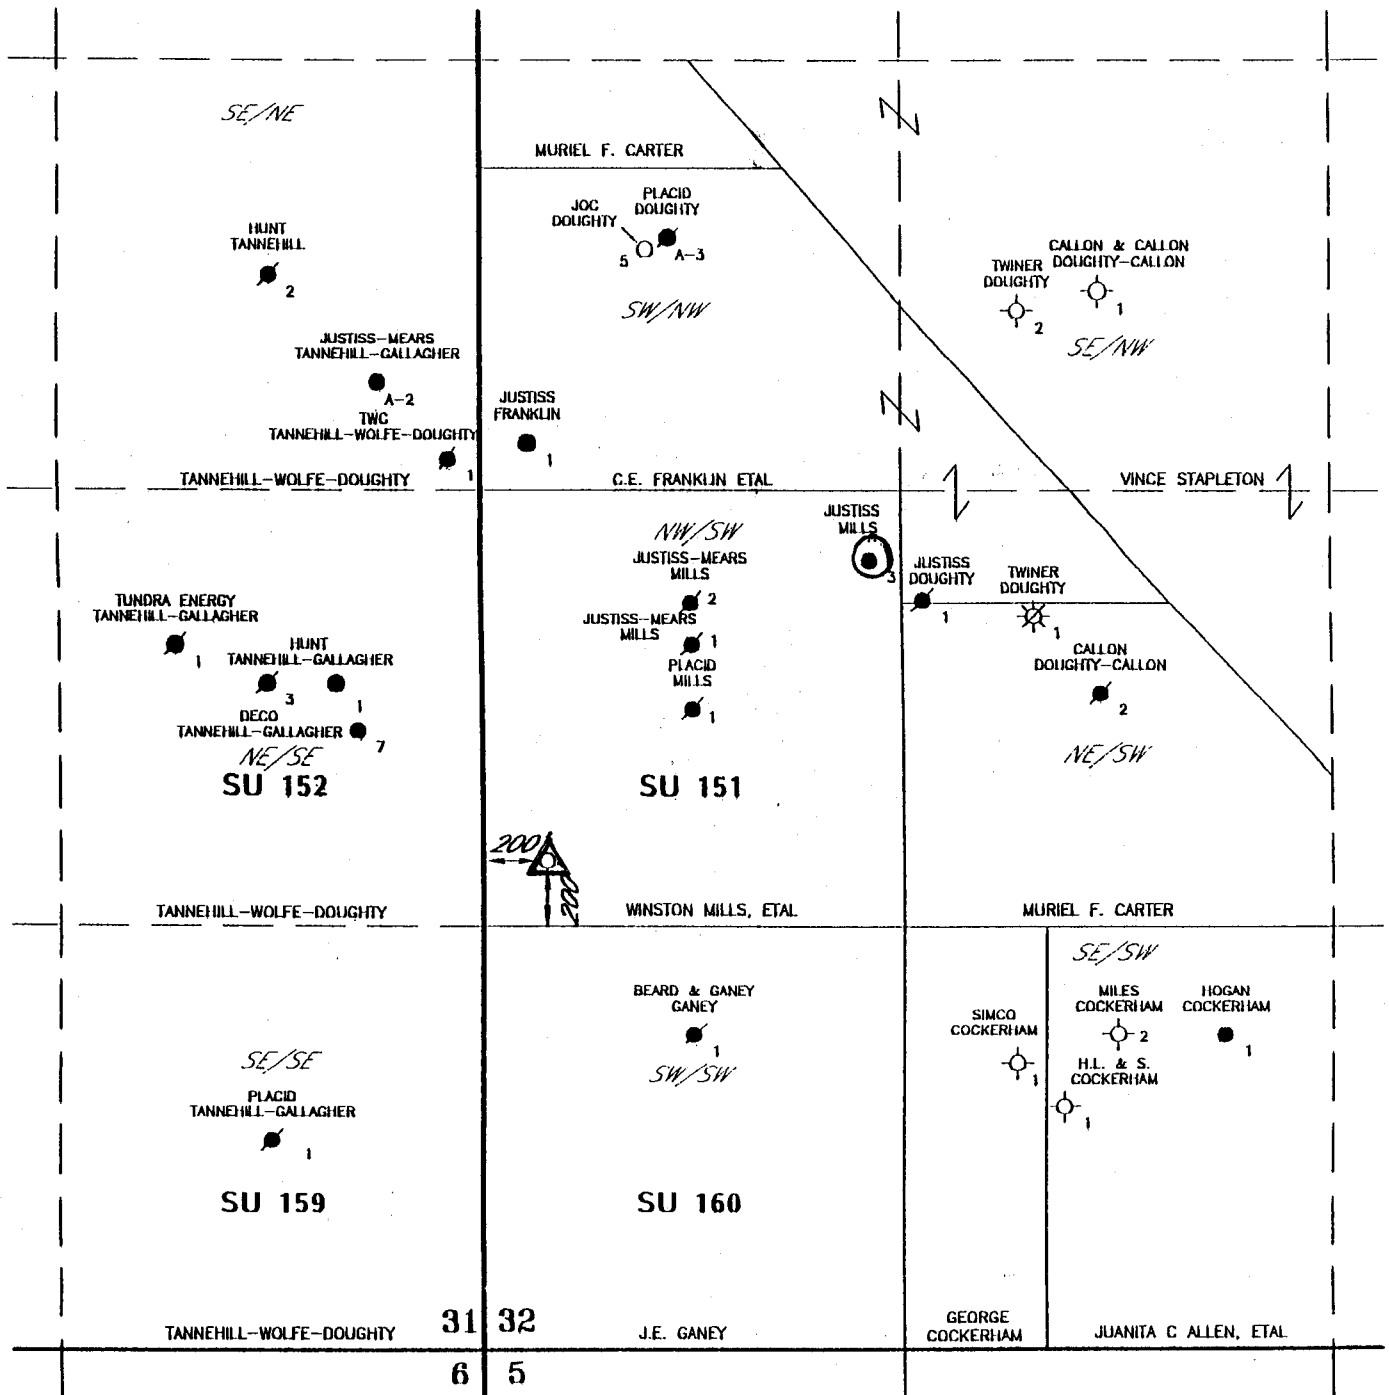 SE/NE
MURIEL F. CARTER
HUNT
TANNEHILL
2
JOC
DOUGHTY
5
PLACID
DOUGHTY
A-3
SW/NW
TWINER
DOUGHTY
2
CALLON & CALLON
DOUGHTY-CALLON
1
SE/NW
JUSTISS-MEARS
TANNEHILL-GALLAGHER
A-2
TWC
TANNEHILL-WOLFE-DOUGHTY
1
JUSTISS
FRANKLIN
1
TANNEHILL-WOLFE-DOUGHTY
C.E. FRANKLIN ETAL
VINCE STAPLETON
NW/SW
JUSTISS
MILLS
3
JUSTISS-MEARS
MILLS
2
JUSTISS-MEARS
MILLS
1
PLACID
MILLS
1
JUSTISS
DOUGHTY
1
TWINER
DOUGHTY
1
CALLON
DOUGHTY-CALLON
2
TUNDRA ENERGY
TANNEHILL-GALLAGHER
1
HUNT
TANNEHILL-GALLAGHER
3
1
DECO
TANNEHILL-GALLAGHER
7
NE/SE
SU 152
SU 151
NE/SW
200
200
TANNEHILL-WOLFE-DOUGHTY
WINSTON MILLS, ETAL
MURIEL F. CARTER
SE/SW
BEARD & GANEY
GANEY
1
SW/SW
SIMCO
COCKERHAM
1
MILES
COCKERHAM
2
HOGAN
COCKERHAM
1
H.L. & S.
COCKERHAM
1
SE/SE
PLACID
TANNEHILL-GALLAGHER
1
SU 159
SU 160
31 32
TANNEHILL-WOLFE-DOUGHTY
J.E. GANEY
GEORGE
COCKERHAM
JUANITA C ALLEN, ETAL
6 5